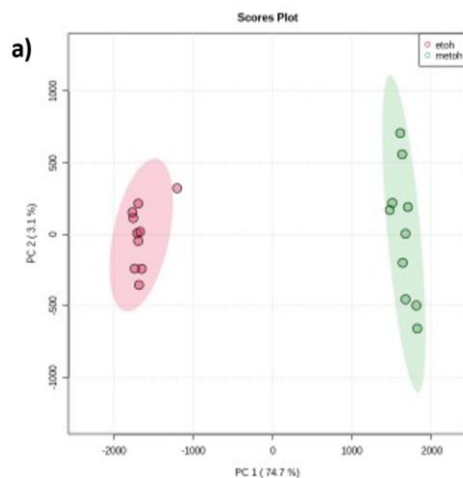 Scores Plot
a)
etoh
metoh
1000
500
0
-500
-1000
PC 2 ( 3.1 %)
-2000 -1000 0 1000 2000
PC 1 ( 74.7 %)